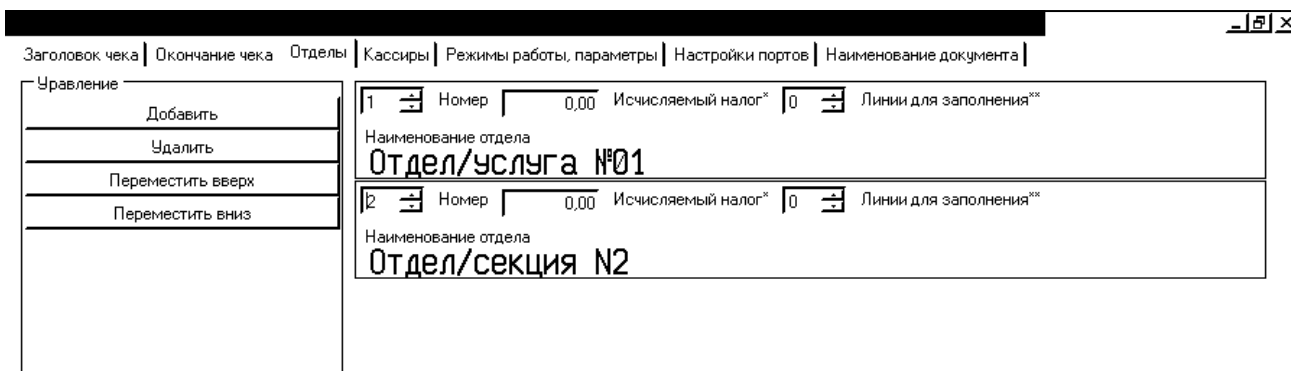 Заголовок чека Окончание чека Отделы Кассиры Режимы работы, параметры Настройки портов Наименование документа
Уравление
Добавить
Удалить
Переместить вверх
Переместить вниз
1 Номер 0,00 Исчисляемый налог* 0 Линии для заполнения**
Наименование отдела
Отдел/услуга №01
2 Номер 0,00 Исчисляемый налог* 0 Линии для заполнения**
Наименование отдела
Отдел/секция N2